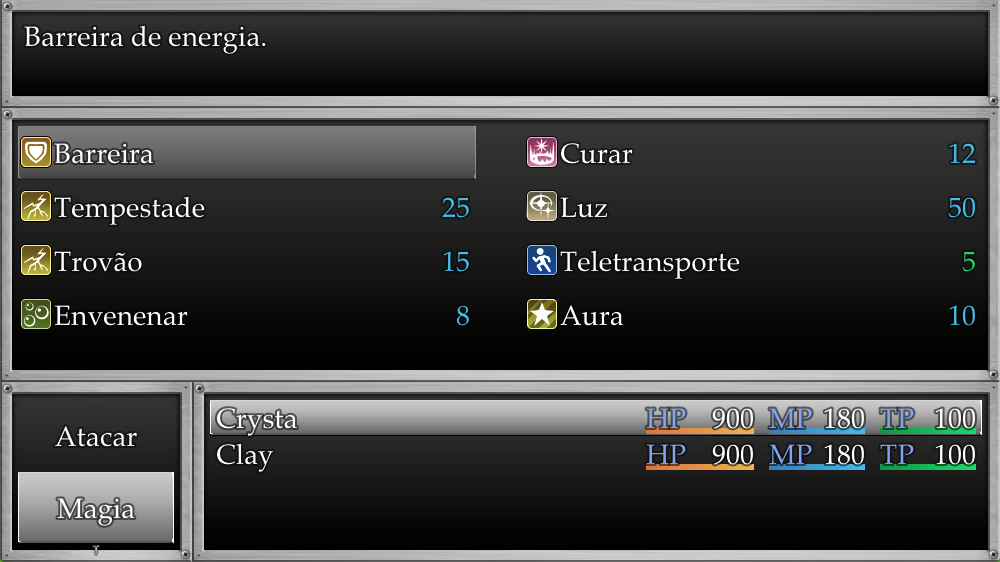 Barreira de energia.
Barreira
Curar 12
Tempestade 25
Luz 50
Trovão 15
Teletransporte 5
Envenenar 8
Aura 10
Atacar
Magia
Crysta HP 900 MP 180 TP 100
Clay HP 900 MP 180 TP 100